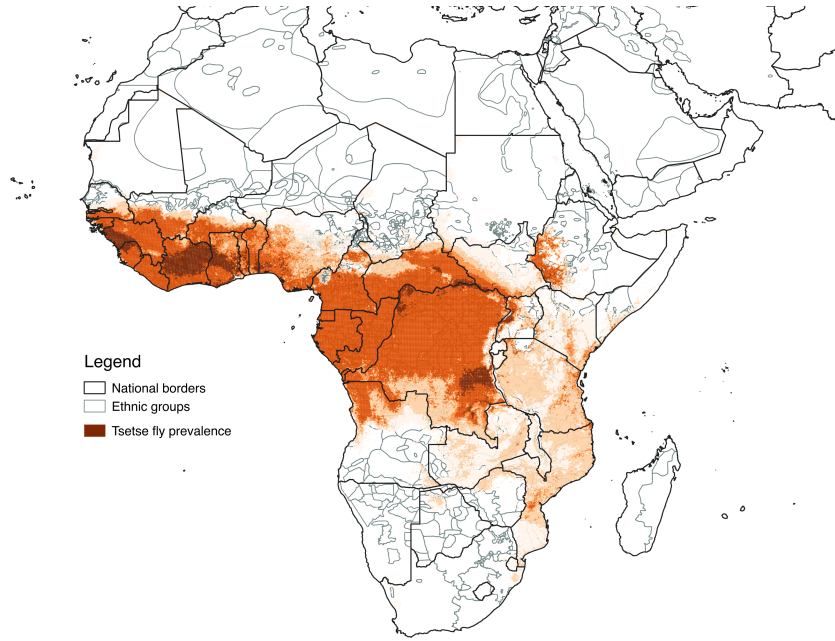 Legend
National borders
Ethnic groups
Tsetse fly prevalence